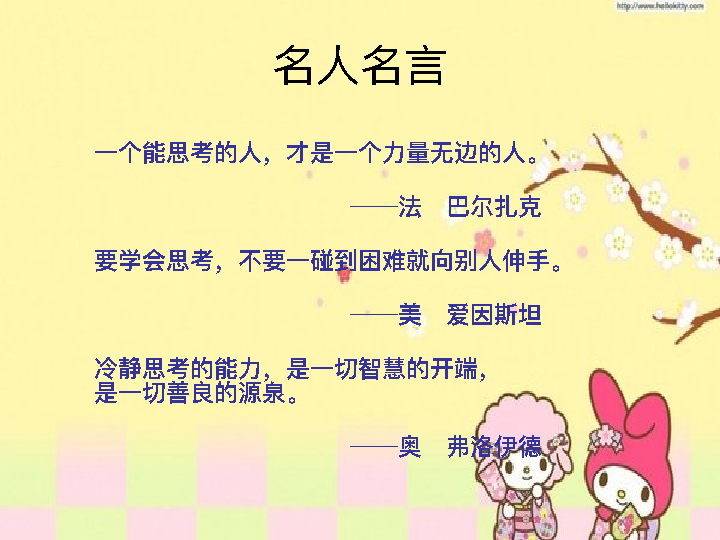 http://www.hellokitty.com
名人名言
一个能思考的人，才是一个力量无边的人。
——法　巴尔扎克
要学会思考，不要一碰到困难就向别人伸手。
——美　爱因斯坦
冷静思考的能力，是一切智慧的开端，
是一切善良的源泉。
——奥　弗洛伊德